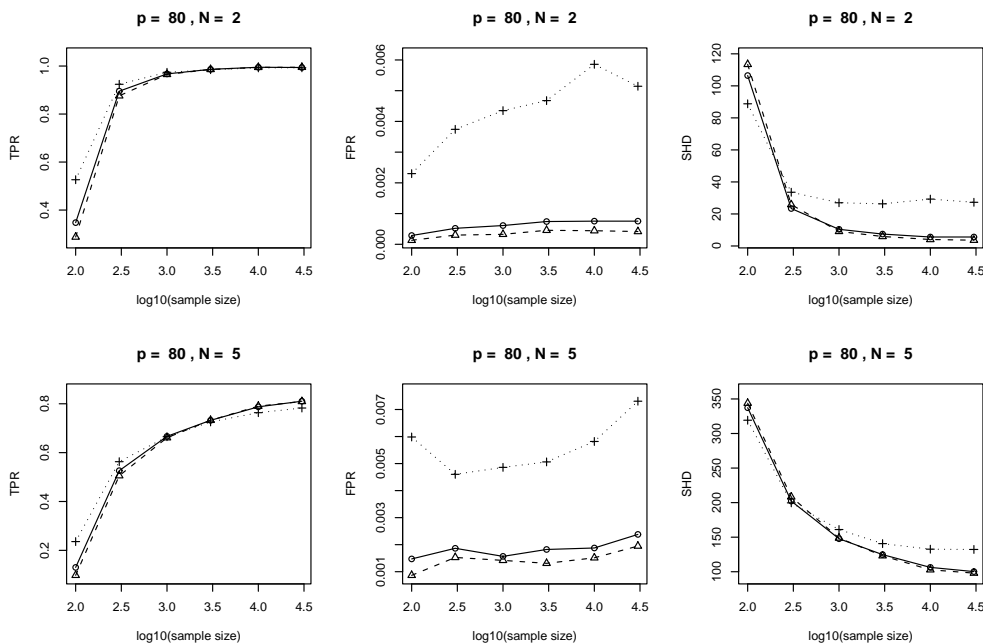 p = 80 , N = 2
TPR
0.4 0.6 0.8 1.0
2.0 2.5 3.0 3.5 4.0 4.5
log10(sample size)
p = 80 , N = 2
FPR
0.000 0.002 0.004 0.006
2.0 2.5 3.0 3.5 4.0 4.5
log10(sample size)
p = 80 , N = 2
SHD
0 20 40 60 80 100 120
2.0 2.5 3.0 3.5 4.0 4.5
log10(sample size)
p = 80 , N = 5
TPR
0.2 0.4 0.6 0.8
2.0 2.5 3.0 3.5 4.0 4.5
log10(sample size)
p = 80 , N = 5
FPR
0.001 0.003 0.005 0.007
2.0 2.5 3.0 3.5 4.0 4.5
log10(sample size)
p = 80 , N = 5
SHD
100 150 200 250 300 350
2.0 2.5 3.0 3.5 4.0 4.5
log10(sample size)